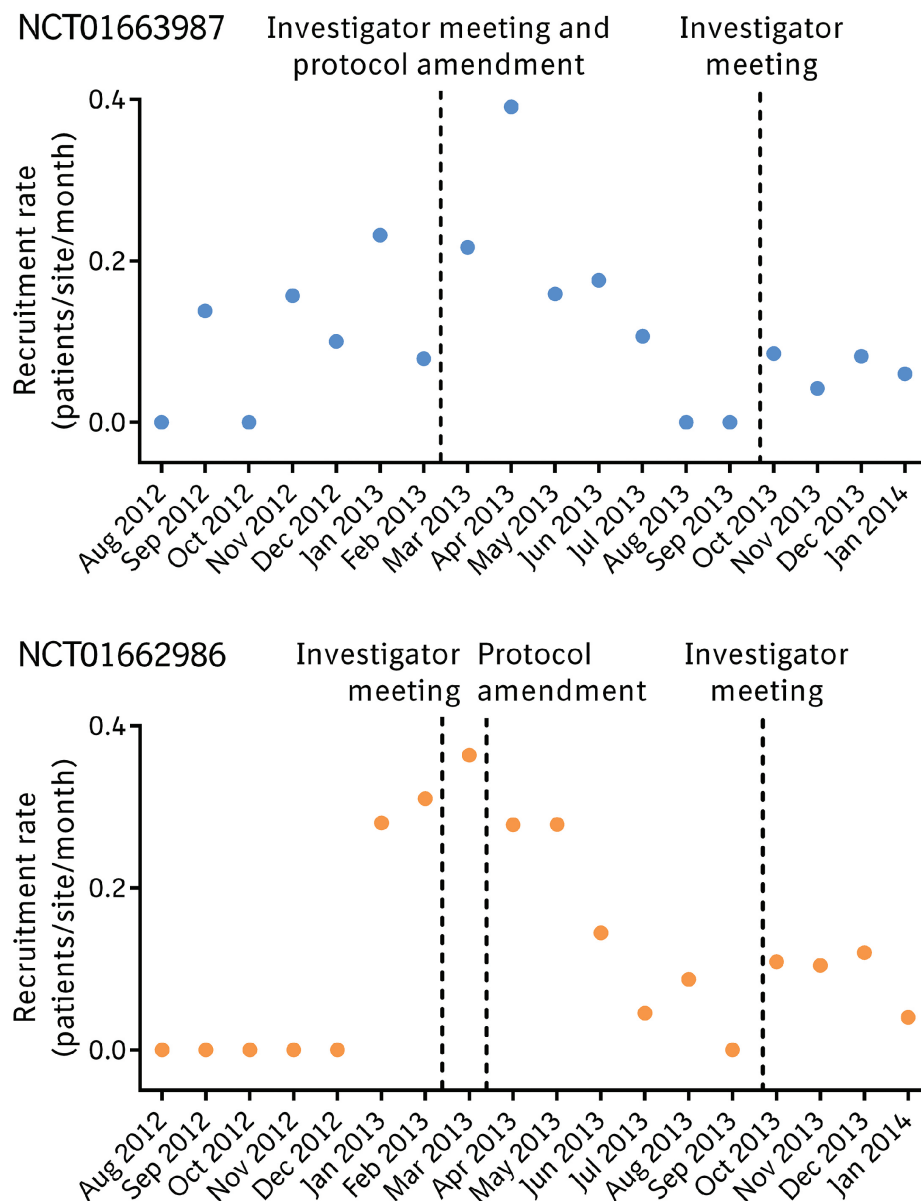 NCT01663987
Investigator meeting and
protocol amendment
Investigator
meeting
Recruitment rate
(patients/site/month)
0.4
0.2
0.0
Aug 2012
Sep 2012
Oct 2012
Nov 2012
Dec 2012
Jan 2013
Feb 2013
Mar 2013
Apr 2013
May 2013
Jun 2013
Jul 2013
Aug 2013
Sep 2013
Oct 2013
Nov 2013
Dec 2013
Jan 2014
NCT01662986
Investigator
meeting
Protocol
amendment
Investigator
meeting
Recruitment rate
(patients/site/month)
0.4
0.2
0.0
Aug 2012
Sep 2012
Oct 2012
Nov 2012
Dec 2012
Jan 2013
Feb 2013
Mar 2013
Apr 2013
May 2013
Jun 2013
Jul 2013
Aug 2013
Sep 2013
Oct 2013
Nov 2013
Dec 2013
Jan 2014